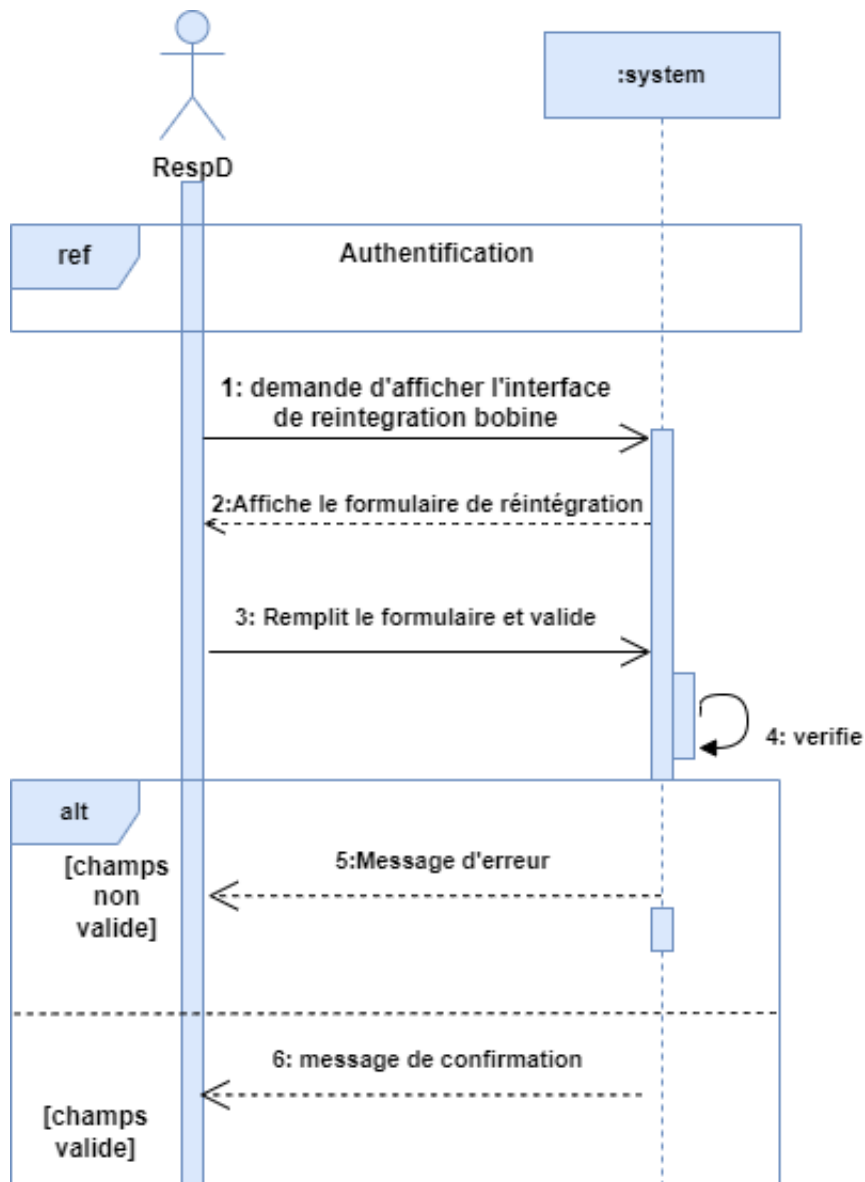 :system
RespD
ref
Authentification
1: demande d'afficher l'interface
de reintegration bobine
2:Affiche le formulaire de réintégration
3: Remplit le formulaire et valide
4: verifie
alt
[champs
non
valide]
5:Message d'erreur
6: message de confirmation
[champs
valide]